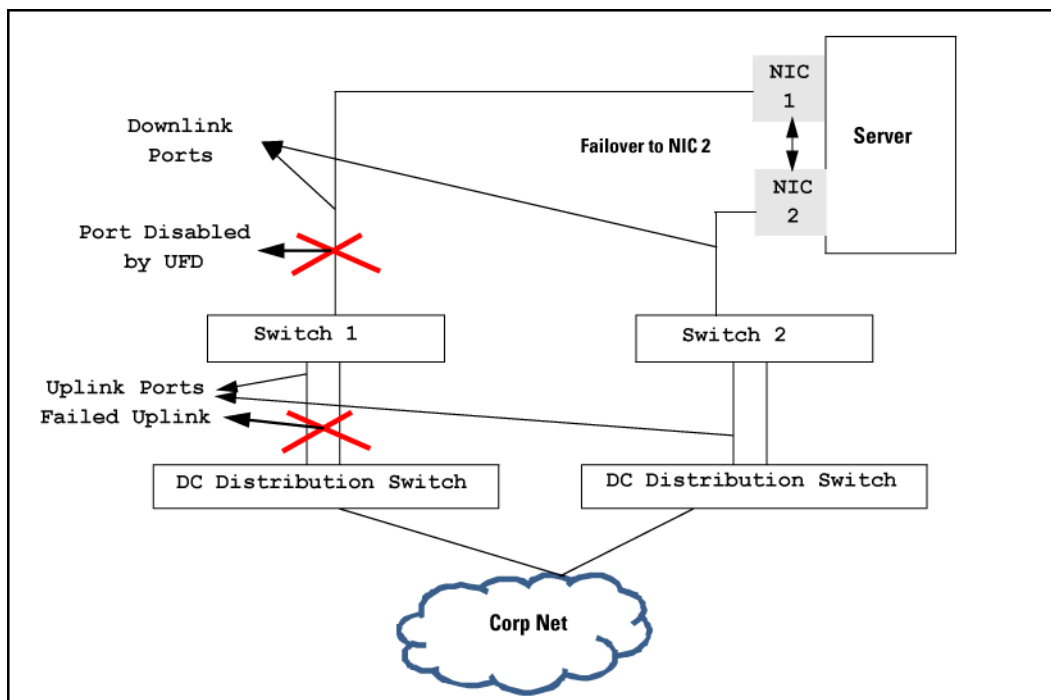 NIC
1
Downlink
Ports
Failover to NIC 2
Server
NIC
2
Port Disabled
by UFD
Switch 1
Switch 2
Uplink Ports
Failed Uplink
DC Distribution Switch
DC Distribution Switch
Corp Net